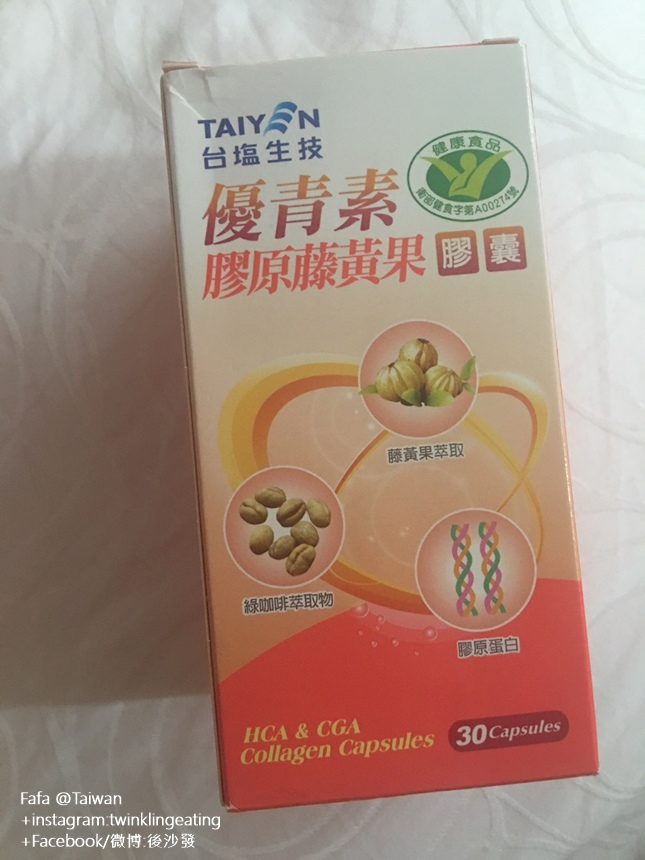 TAIYEN
台塩生技
健康食品
衛部健食字第A00274號
優青素
膠原藤黃果 膠囊
藤黃果萃取
綠咖啡萃取物
膠原蛋白
HCA & CGA
Collagen Capsules
30 Capsules
Fafa @Taiwan
+instagram:twinklingeating
+Facebook/微博:後沙發